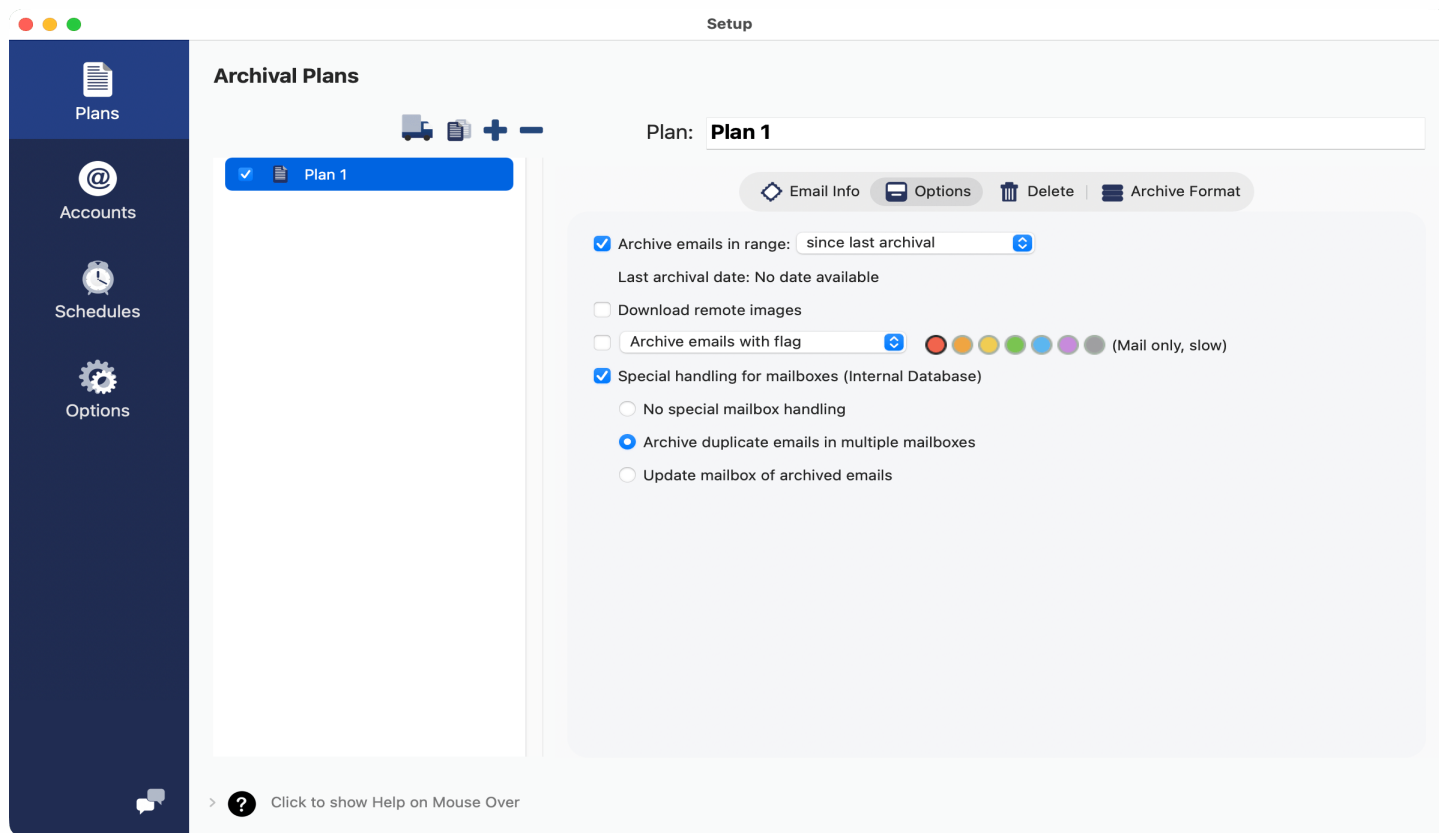 Setup
Plans
Accounts
Schedules
Options
Archival Plans
Plan 1
Plan: Plan 1
Email Info Options Delete Archive Format
Archive emails in range: since last archival
Last archival date: No date available
Download remote images
Archive emails with flag (Mail only, slow)
Special handling for mailboxes (Internal Database)
No special mailbox handling
Archive duplicate emails in multiple mailboxes
Update mailbox of archived emails
? Click to show Help on Mouse Over